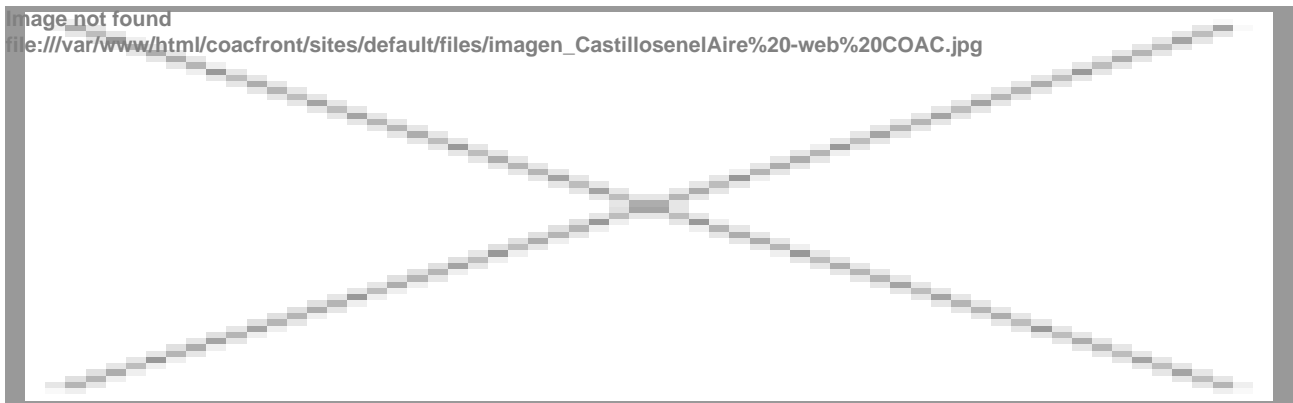 Image not found
file:///var/www/html/coacfront/sites/default/files/imagen_CastillosenelAire%20-web%20COAC.jpg